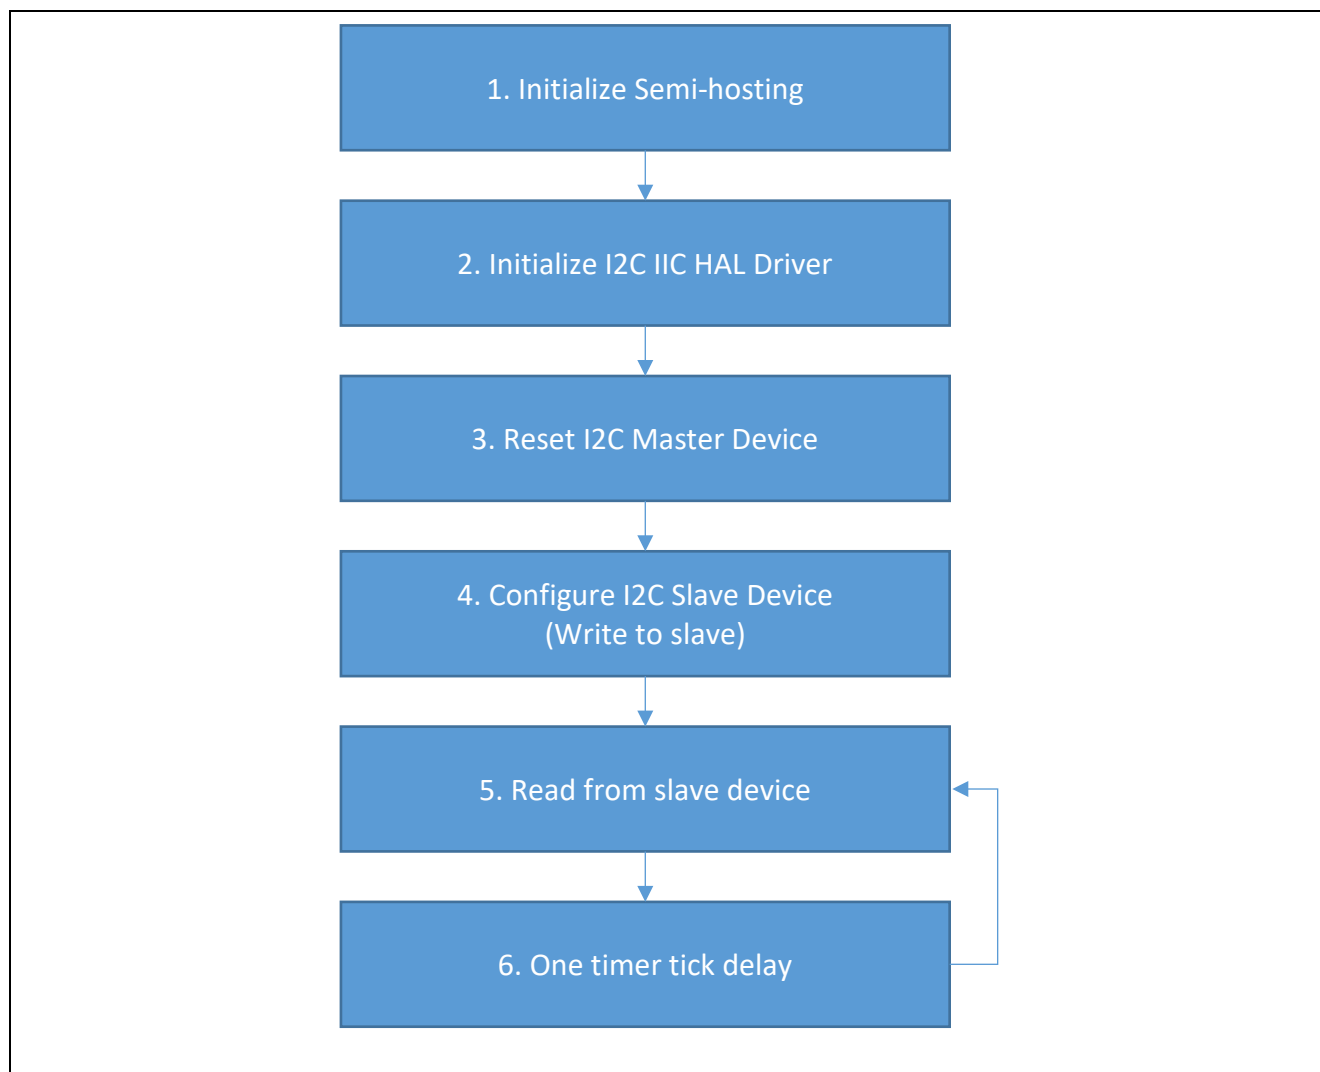 1. Initialize Semi-hosting
2. Initialize I2C IIC HAL Driver
3. Reset I2C Master Device
4. Configure I2C Slave Device
(Write to slave)
5. Read from slave device
6. One timer tick delay